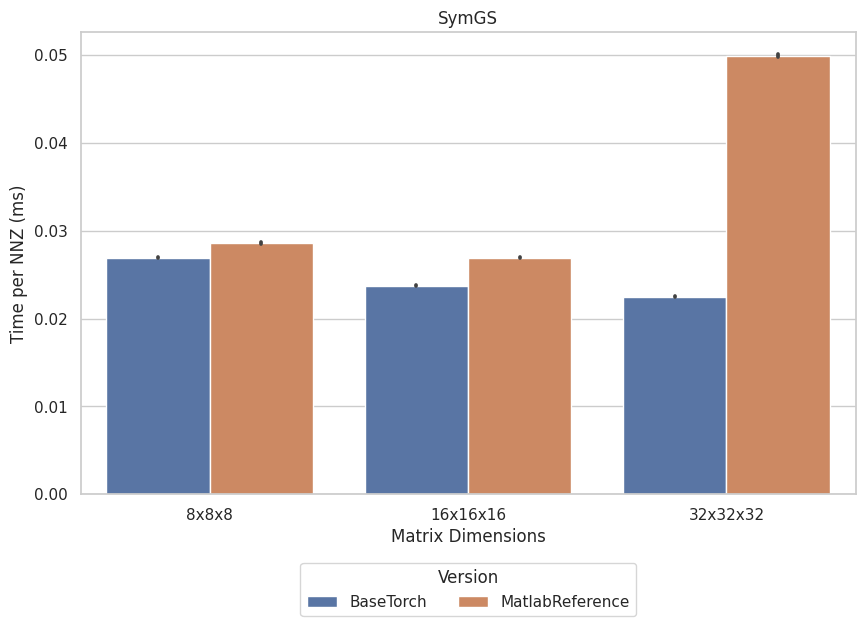 SymGS
Time per NNZ (ms)
0.05
0.04
0.03
0.02
0.01
0.00
8x8x8 16x16x16 32x32x32
Matrix Dimensions
Version
BaseTorch MatlabReference